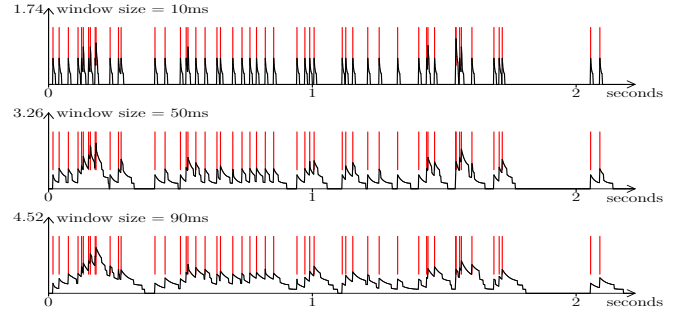 1.74 window size = 10ms
0 1 2 seconds
3.26 window size = 50ms
0 1 2 seconds
4.52 window size = 90ms
0 1 2 seconds